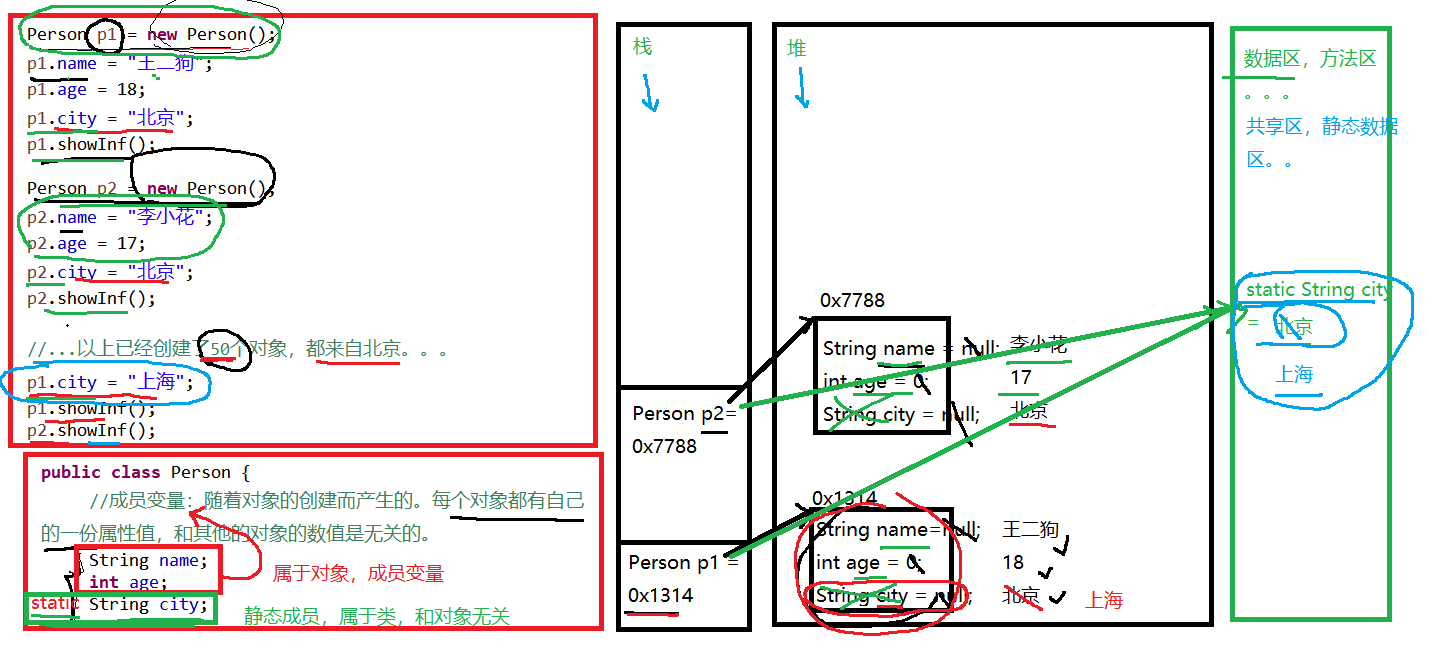 Person p1 = new Person();
p1.name = "王二狗";
p1.age = 18;
p1.city = "北京";
p1.showInf();
Person p2 = new Person();
p2.name = "李小花";
p2.age = 17;
p2.city = "北京";
p2.showInf();
//...以上已经创建了50个对象，都来自北京。。。
p1.city = "上海";
p1.showInf();
p2.showInf();
public class Person {
//成员变量：随着对象的创建而产生的。每个对象都有自己
的一份属性值，和其他的对象的数值是无关的。
String name;
int age;
属于对象，成员变量
static String city;
静态成员，属于类，和对象无关
栈
Person p2=
0x7788
Person p1 =
0x1314
堆
0x7788
String name = null; 李小花
int age = 0; 17
String city = null; 北京
0x1314
String name=null; 王二狗
int age = 0; 18
String city = null; 北京 上海
数据区，方法区
。。。
共享区，静态数据
区。。
static String city
= 北京
上海